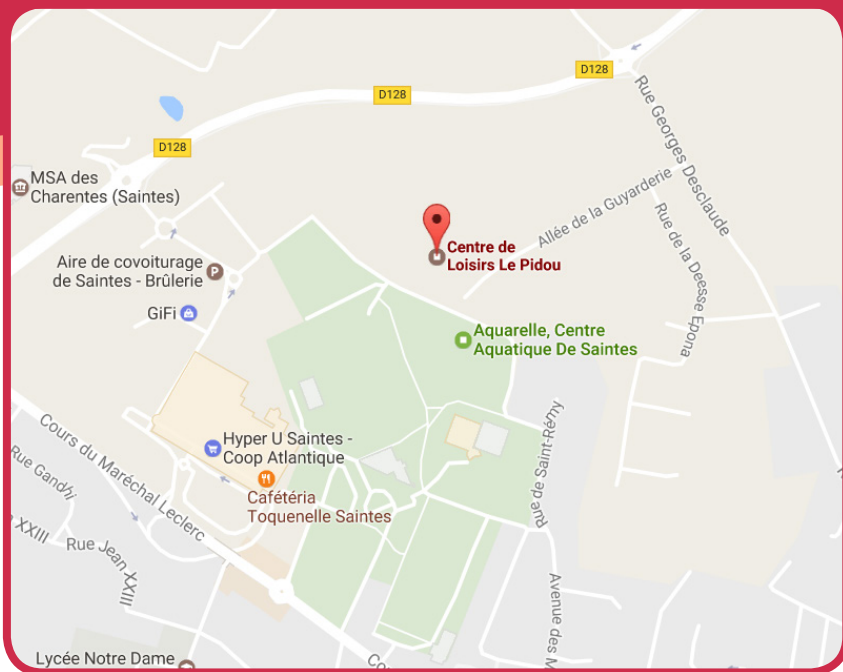 D128
D128
D128
Rue Georges Desclaude
MSA des
Charentes (Saintes)
Allée de la Guyarderie
Rue de la Deesse Epona
Centre de
Loisirs Le Pidou
Aire de covoiturage
de Saintes - Brûlerie
P
GiFi
Aquarelle, Centre
Aquatique De Saintes
Cours du Maréchal Leclerc
Hyper U Saintes -
Coop Atlantique
Rue de Saint-Rémy
Rue Gandhi
Cafétéria
Toquenelle Saintes
XXIII
Rue Jean XXIII
Avenue des
Lycée Notre Dame